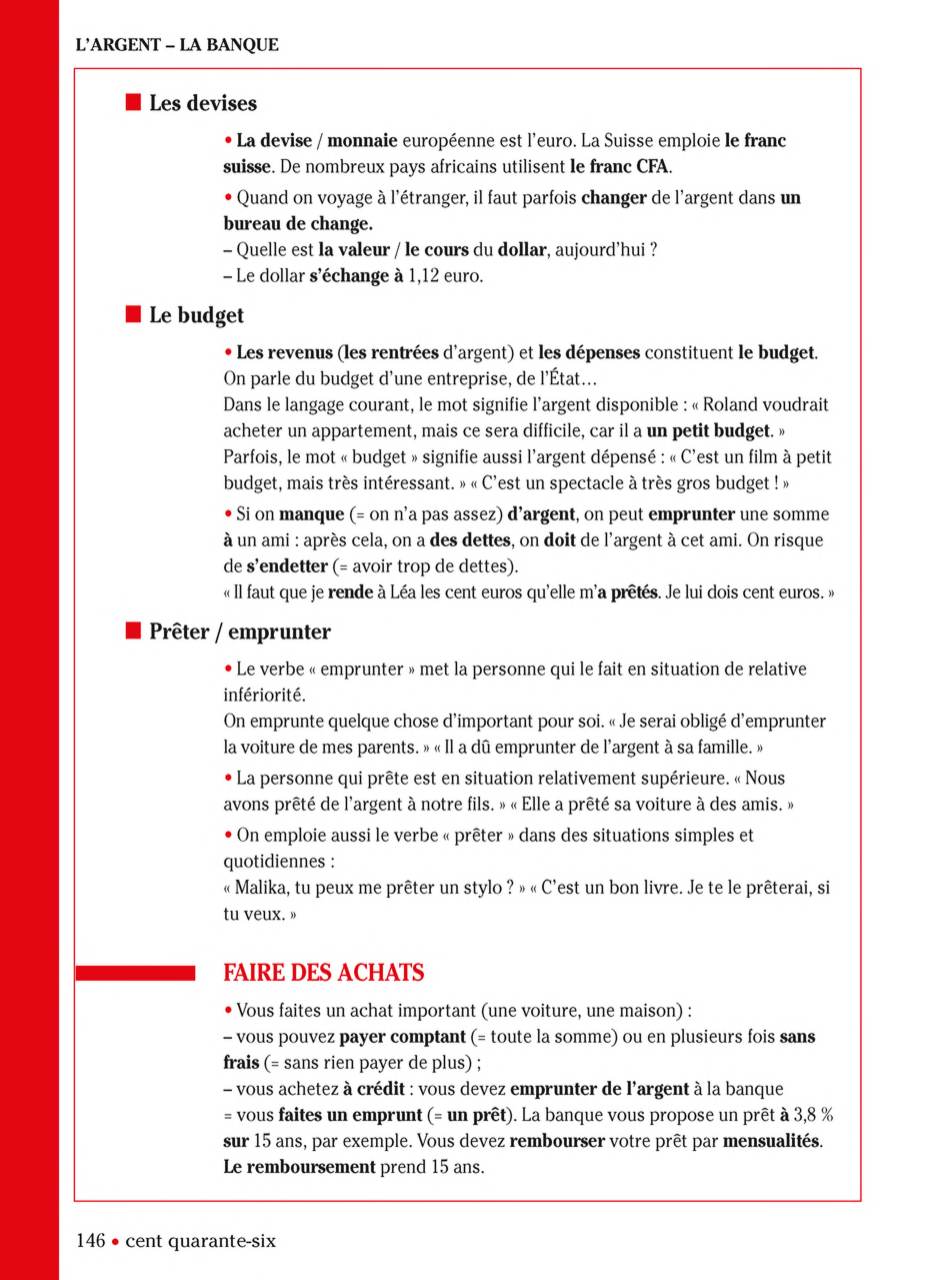 L’ARGENT – LA BANQUE
■ Les devises
• La devise / monnaie européenne est l’euro. La Suisse emploie le franc
suisse. De nombreux pays africains utilisent le franc CFA.
• Quand on voyage à l’étranger, il faut parfois changer de l’argent dans un
bureau de change.
– Quelle est la valeur / le cours du dollar, aujourd’hui ?
– Le dollar s’échange à 1,12 euro.
■ Le budget
• Les revenus (les rentrées d’argent) et les dépenses constituent le budget.
On parle du budget d’une entreprise, de l’État…
Dans le langage courant, le mot signifie l’argent disponible : « Roland voudrait
acheter un appartement, mais ce sera difficile, car il a un petit budget. »
Parfois, le mot « budget » signifie aussi l’argent dépensé : « C’est un film à petit
budget, mais très intéressant. » « C’est un spectacle à très gros budget ! »
• Si on manque (= on n’a pas assez) d’argent, on peut emprunter une somme
à un ami : après cela, on a des dettes, on doit de l’argent à cet ami. On risque
de s’endetter (= avoir trop de dettes).
« Il faut que je rende à Léa les cent euros qu’elle m’a prêtés. Je lui dois cent euros. »
■ Prêter / emprunter
• Le verbe « emprunter » met la personne qui le fait en situation de relative
infériorité.
On emprunte quelque chose d’important pour soi. « Je serai obligé d’emprunter
la voiture de mes parents. » « Il a dû emprunter de l’argent à sa famille. »
• La personne qui prête est en situation relativement supérieure. « Nous
avons prêté de l’argent à notre fils. » « Elle a prêté sa voiture à des amis. »
• On emploie aussi le verbe « prêter » dans des situations simples et
quotidiennes :
« Malika, tu peux me prêter un stylo ? » « C’est un bon livre. Je te le prêterai, si
tu veux. »
FAIRE DES ACHATS
• Vous faites un achat important (une voiture, une maison) :
– vous pouvez payer comptant (= toute la somme) ou en plusieurs fois sans
frais (= sans rien payer de plus) ;
– vous achetez à crédit : vous devez emprunter de l’argent à la banque
= vous faites un emprunt (= un prêt). La banque vous propose un prêt à 3,8 %
sur 15 ans, par exemple. Vous devez rembourser votre prêt par mensualités.
Le remboursement prend 15 ans.
146 • cent quarante-six